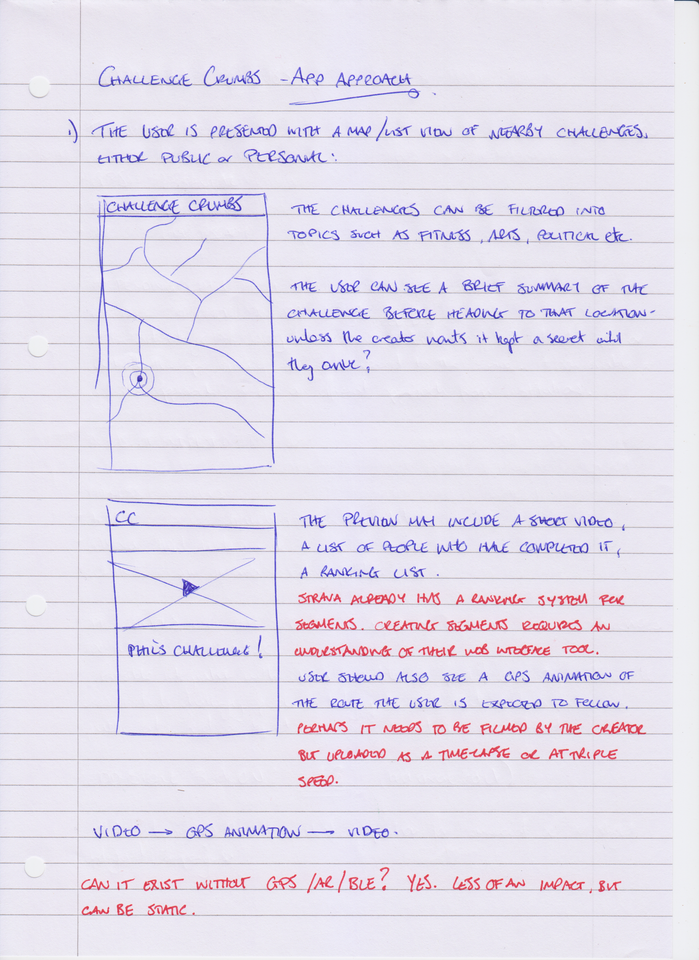 CHALLENGE CRUMBS - APP APPROACH.
1) THE USER IS PRESENTED WITH A MAP/LIST VIEW OF NEARBY CHALLENGES,
EITHER PUBLIC or PERSONAL:
CHALLENGE CRUMBS
THE CHALLENGES CAN BE FILTERED INTO
TOPICS SUCH AS FITNESS, ARTS, POLITICAL etc.
THE USER CAN SEE A BRIEF SUMMARY OF THE
CHALLENGE BEFORE HEADING TO THAT LOCATION-
unless the creator wants it kept a secret until
they arrive?
CC
PHIL'S CHALLENGE!
THE PREVIEW MAY INCLUDE A SHORT VIDEO,
A LIST OF PEOPLE WHO HAVE COMPLETED IT,
A RANKING LIST.
STRAVA ALREADY HAS A RANKING SYSTEM FOR
SEGMENTS. CREATING SEGMENTS REQUIRES AN
UNDERSTANDING OF THEIR WEB INTERFACE TOOL.
USER SHOULD ALSO SEE A GPS ANIMATION OF
THE ROUTE THE USER IS EXPECTED TO FOLLOW.
PERHAPS IT NEEDS TO BE FILMED BY THE CREATOR
BUT UPLOADED AS A TIME-LAPSE OR AT TRIPLE
SPEED.
VIDEO → GPS ANIMATION → VIDEO.
CAN IT EXIST WITHOUT GPS/AR/BLE? YES. LESS OF AN IMPACT, BUT
CAN BE STATIC.